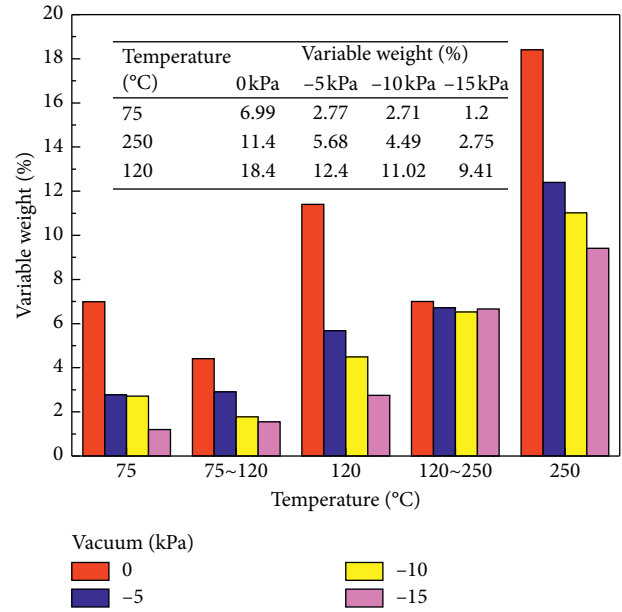 20
18
16
14
12
10
8
6
4
2
0
Variable weight (%)
Temperature
(°C)
Variable weight (%)
0 kPa –5 kPa –10 kPa –15 kPa
75 6.99 2.77 2.71 1.2
250 11.4 5.68 4.49 2.75
120 18.4 12.4 11.02 9.41
75 75~120 120 120~250 250
Temperature (°C)
Vacuum (kPa)
0 –10
–5 –15